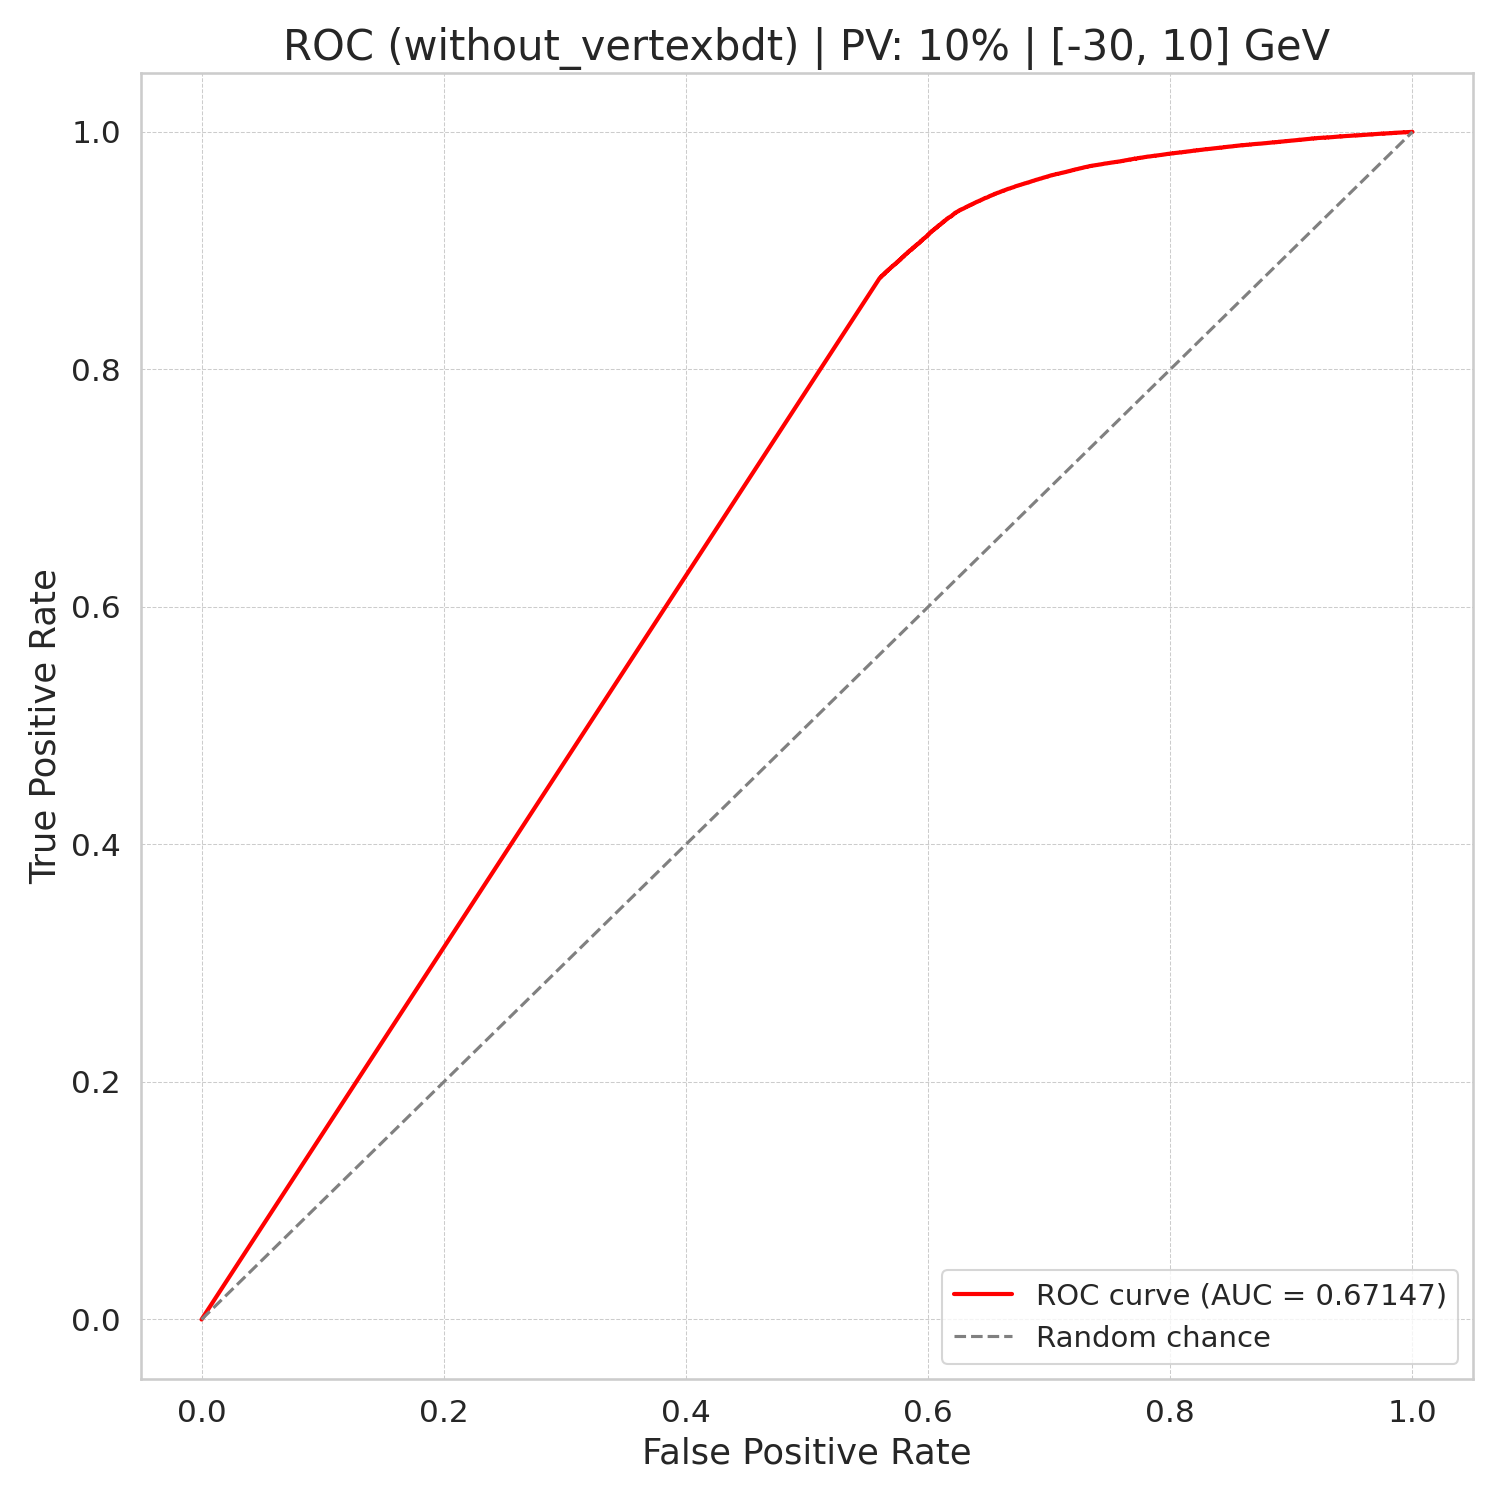 ROC (without_vertexbdt) | PV: 10% | [-30, 10] GeV
True Positive Rate
1.0
0.8
0.6
0.4
0.2
0.0
0.0 0.2 0.4 0.6 0.8 1.0
False Positive Rate
ROC curve (AUC = 0.67147)
Random chance